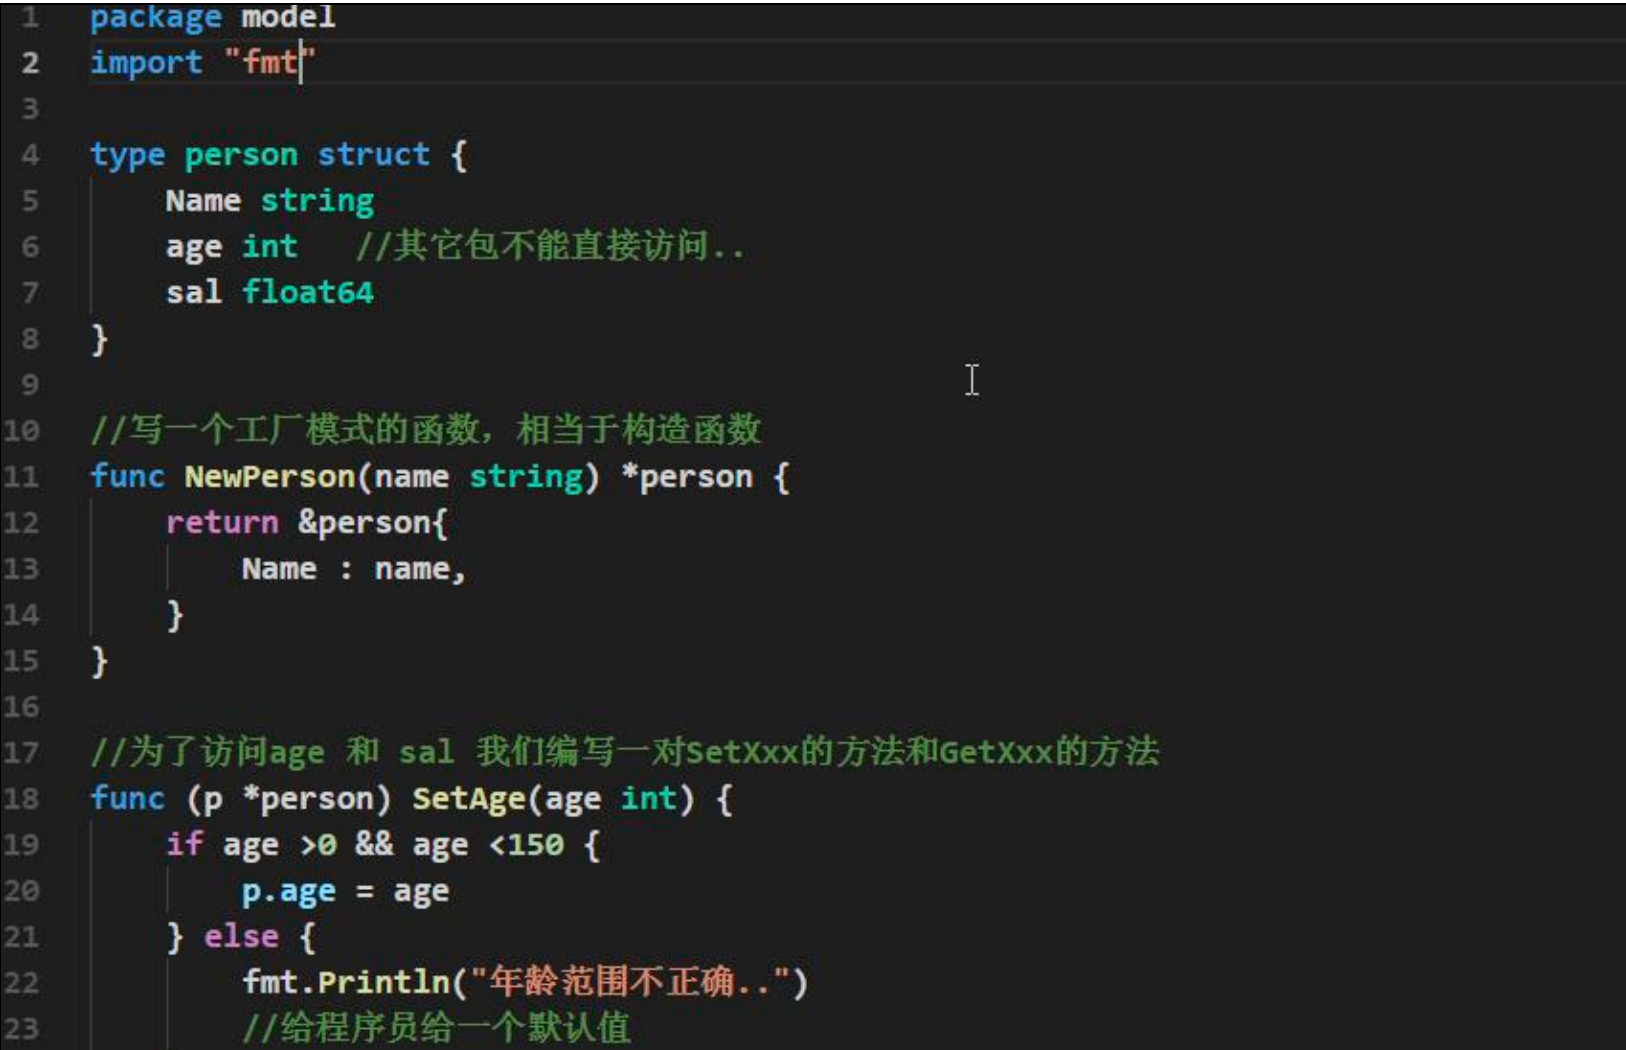 1 package model
2 import "fmt"
3
4 type person struct {
5 Name string
6 age int //其它包不能直接访问..
7 sal float64
8 }
9
10 //写一个工厂模式的函数，相当于构造函数
11 func NewPerson(name string) *person {
12 return &person{
13 Name : name,
14 }
15 }
16
17 //为了访问age 和 sal 我们编写一对SetXxx的方法和GetXxx的方法
18 func (p *person) SetAge(age int) {
19 if age >0 && age <150 {
20 p.age = age
21 } else {
22 fmt.Println("年龄范围不正确..")
23 //给程序员给一个默认值